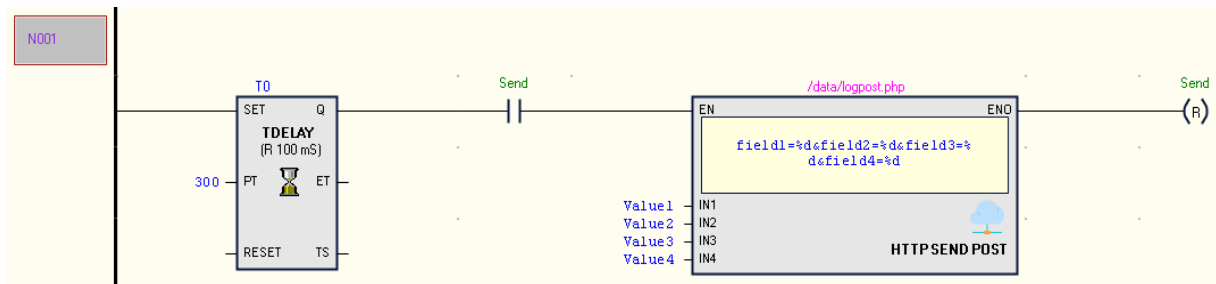 N001
T0
SET Q
TDELAY
(R 100 mS)
300 PT ET
RESET TS
Send
/data/logpost.php
EN ENO
field1=%d&field2=%d&field3=%
d&field4=%d
Value1 IN1
Value2 IN2
Value3 IN3
Value4 IN4
HTTP SEND POST
Send
(R)